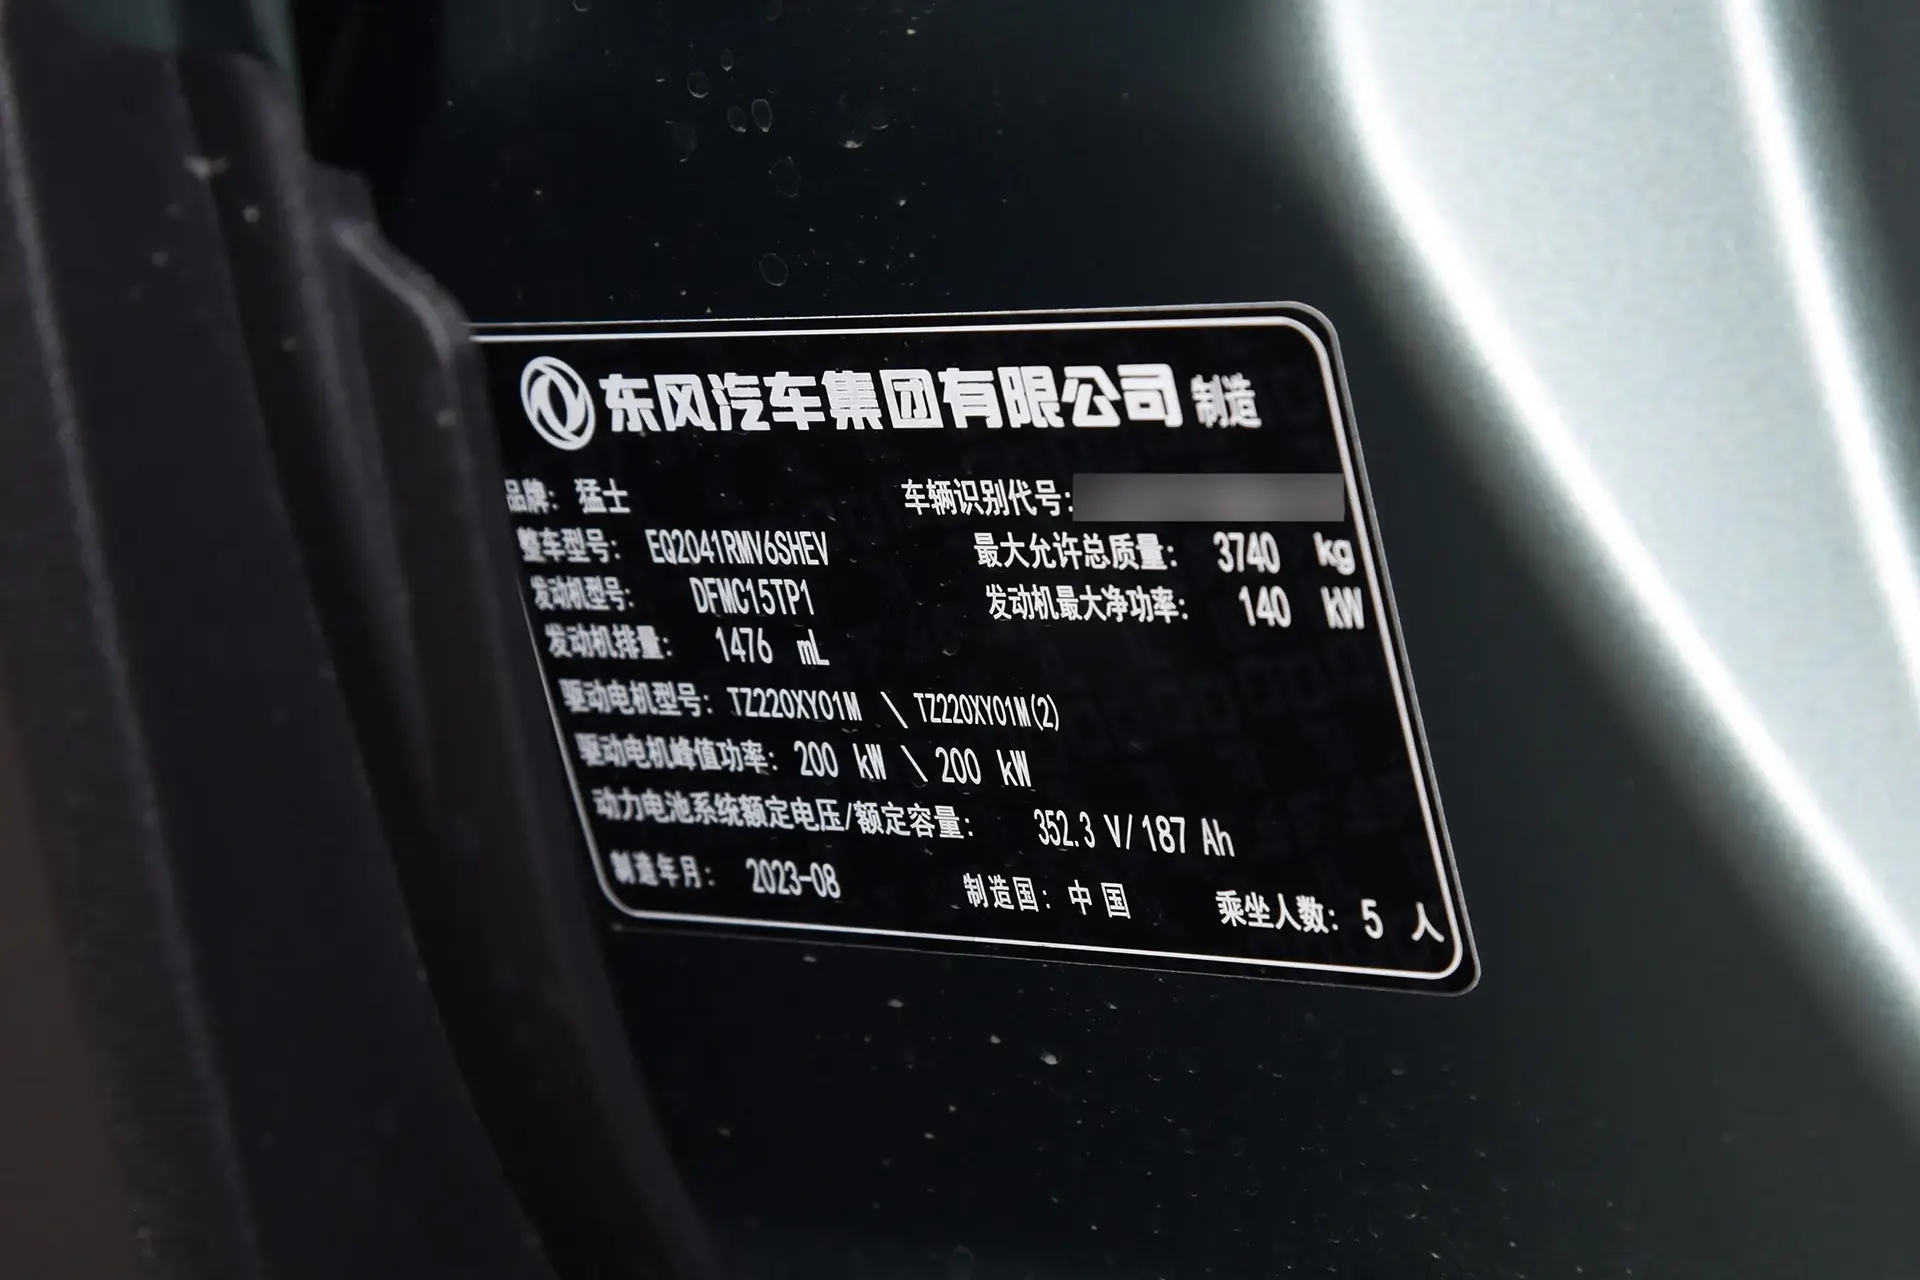 东风汽车集团有限公司 制造
品牌: 猛士 车辆识别代号:
整车型号: EQ2041RMV6SHEV 最大允许总质量: 3740 kg
发动机型号: DFMC15TP1 发动机最大净功率: 140 kW
发动机排量: 1476 mL
驱动电机型号: TZ220XY01M \ TZ220XY01M(2)
驱动电机峰值功率: 200 kW \ 200 kW
动力电池系统额定电压/额定容量: 352.3 V/187 Ah
制造年月: 2023-08 制造国: 中国 乘坐人数: 5 人